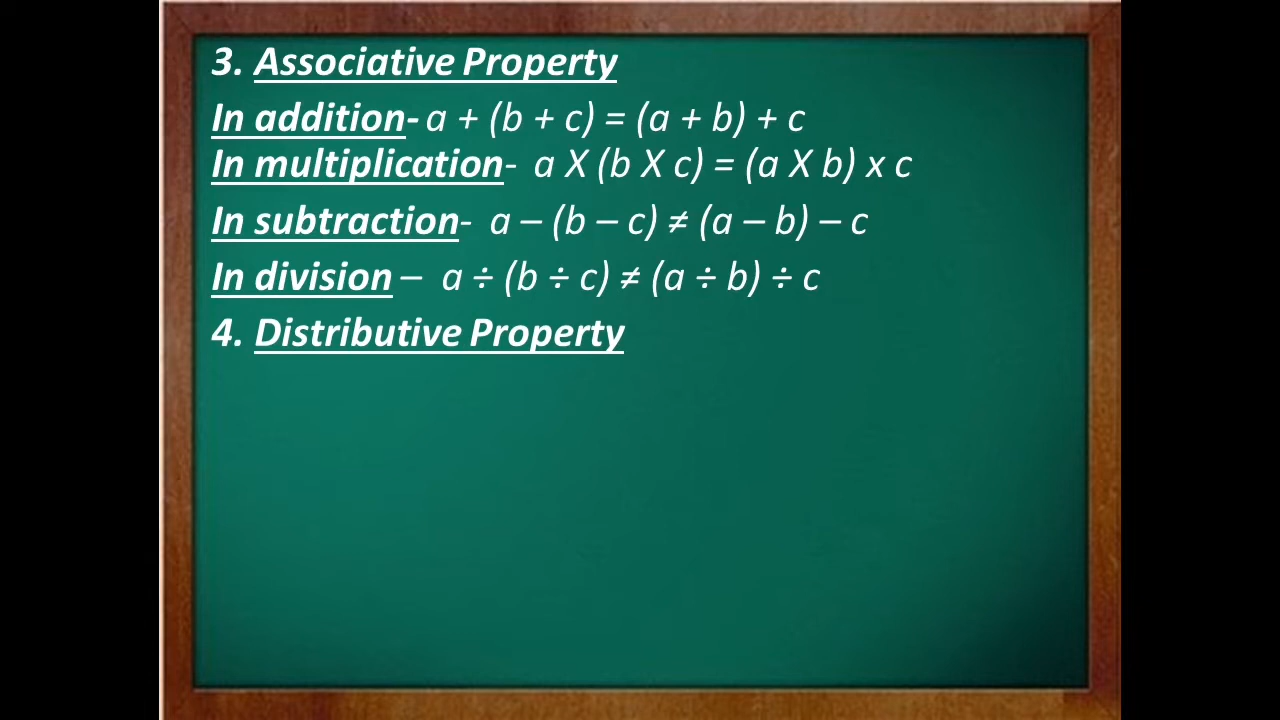 3. Associative Property
In addition- a + (b + c) = (a + b) + c
In multiplication- a X (b X c) = (a X b) x c
In subtraction- a – (b – c) ≠ (a – b) – c
In division – a ÷ (b ÷ c) ≠ (a ÷ b) ÷ c
4. Distributive Property